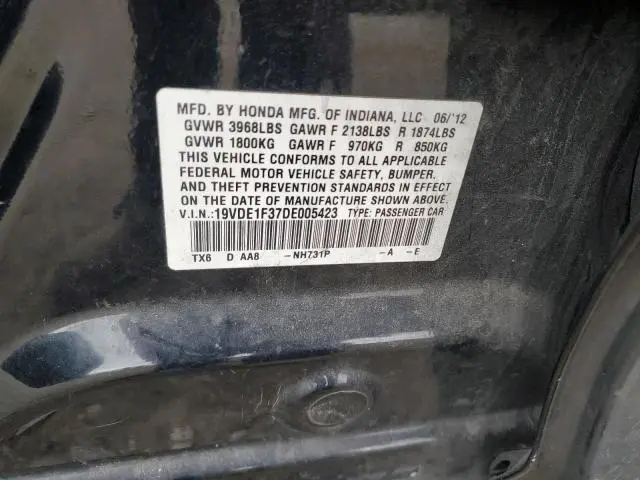 MFD. BY HONDA MFG. OF INDIANA, LLC 06/'12
GVWR 3968LBS GAWR F 2138LBS R 1874LBS
GVWR 1800KG GAWR F 970KG R 850KG
THIS VEHICLE CONFORMS TO ALL APPLICABLE
FEDERAL MOTOR VEHICLE SAFETY, BUMPER,
AND THEFT PREVENTION STANDARDS IN EFFECT
ON THE DATE OF MANUFACTURE SHOWN ABOVE.
V.I.N.:19VDE1F37DE005423 TYPE: PASSENGER CAR
TX6 D AA8 -NH731P -A -E